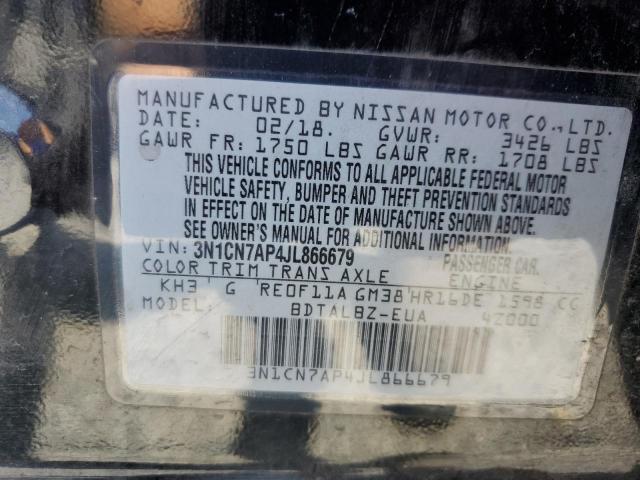 MANUFACTURED BY NISSAN MOTOR CO., LTD.
DATE: 02/18. GVWR: 3426 LBS
GAWR FR: 1750 LBS GAWR RR: 1708 LBS
THIS VEHICLE CONFORMS TO ALL APPLICABLE FEDERAL MOTOR
VEHICLE SAFETY, BUMPER AND THEFT PREVENTION STANDARDS
IN EFFECT ON THE DATE OF MANUFACTURE SHOWN ABOVE.
SEE OWNER'S MANUAL FOR ADDITIONAL INFORMATION
VIN: 3N1CN7AP4JL866679 PASSENGER CAR.
COLOR TRIM TRANS AXLE ENGINE
KH3 G RE0F11A GM38 HR16DE 1598 CC
MODEL: BDTALBZ-EUA 4Z000
3N1CN7AP4JL866679